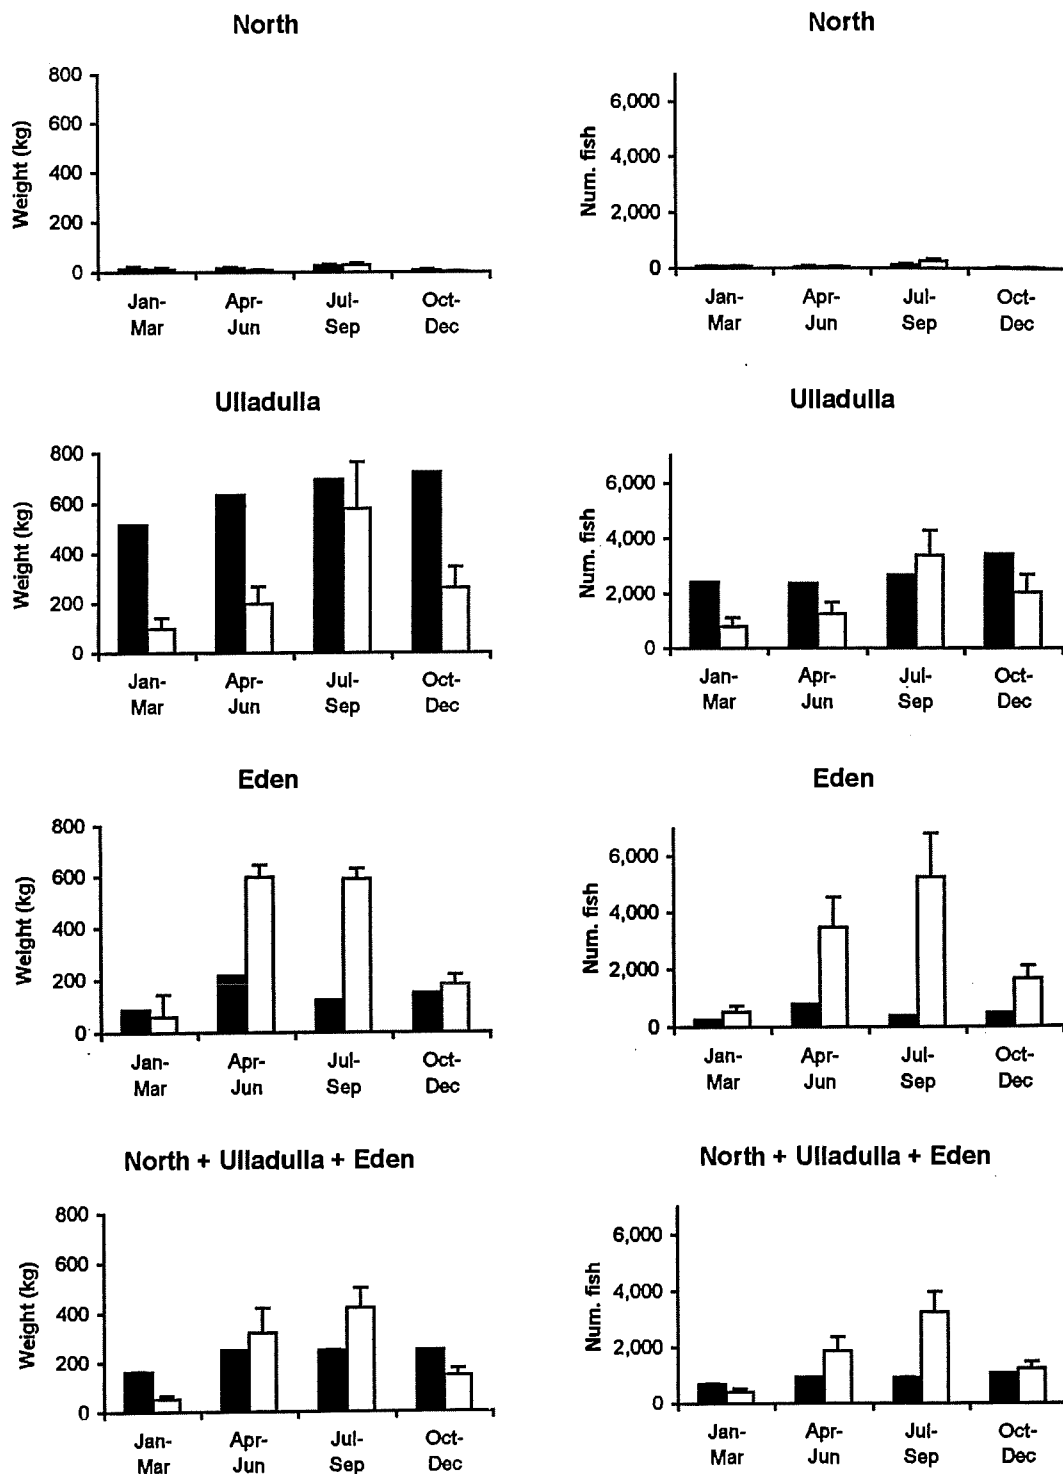 North
Weight (kg)
800
600
400
200
0
Jan-
Mar
Apr-
Jun
Jul-
Sep
Oct-
Dec
North
Num. fish
6,000
4,000
2,000
0
Jan-
Mar
Apr-
Jun
Jul-
Sep
Oct-
Dec
Ulladulla
Weight (kg)
800
600
400
200
0
Jan-
Mar
Apr-
Jun
Jul-
Sep
Oct-
Dec
Ulladulla
Num. fish
6,000
4,000
2,000
0
Jan-
Mar
Apr-
Jun
Jul-
Sep
Oct-
Dec
Eden
Weight (kg)
800
600
400
200
0
Jan-
Mar
Apr-
Jun
Jul-
Sep
Oct-
Dec
Eden
Num. fish
6,000
4,000
2,000
0
Jan-
Mar
Apr-
Jun
Jul-
Sep
Oct-
Dec
North + Ulladulla + Eden
Weight (kg)
800
600
400
200
0
Jan-
Mar
Apr-
Jun
Jul-
Sep
Oct-
Dec
North + Ulladulla + Eden
Num. fish
6,000
4,000
2,000
0
Jan-
Mar
Apr-
Jun
Jul-
Sep
Oct-
Dec